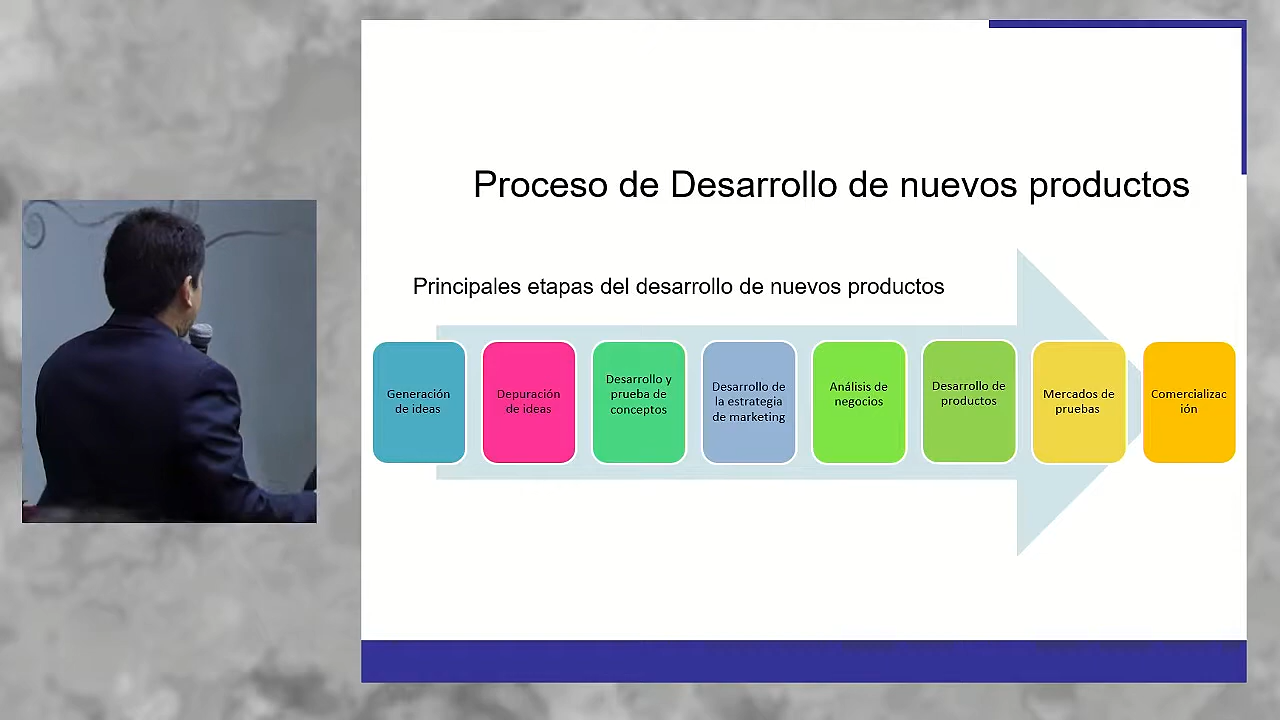 Proceso de Desarrollo de nuevos productos
Principales etapas del desarrollo de nuevos productos
Generación
de ideas
Depuración
de ideas
Desarrollo y
prueba de
conceptos
Desarrollo de
la estrategia
de marketing
Análisis de
negocios
Desarrollo de
productos
Mercados de
pruebas
Comercializac
ión